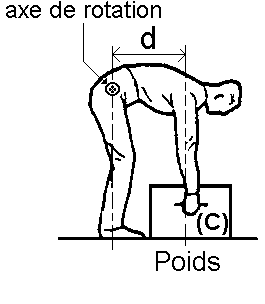 axe de rotation
d
(C)
Poids